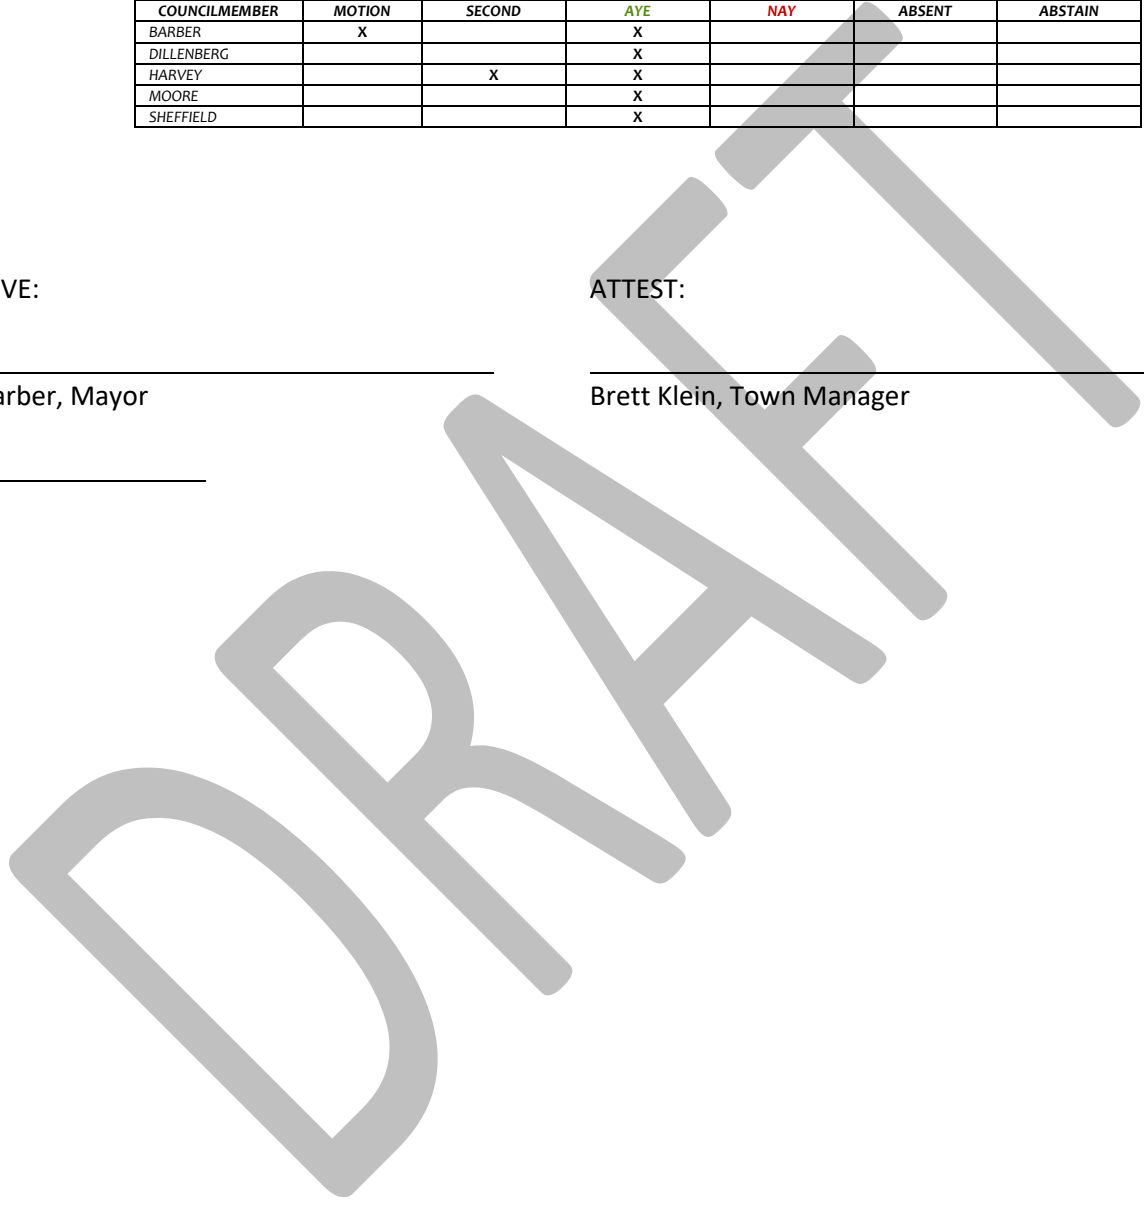 COUNCILMEMBER MOTION SECOND AYE NAY ABSENT ABSTAIN
BARBER X X
DILLENBERG X
HARVEY X X
MOORE X
SHEFFIELD X
VE: ATTEST:
arber, Mayor Brett Klein, Town Manager
DRAFT